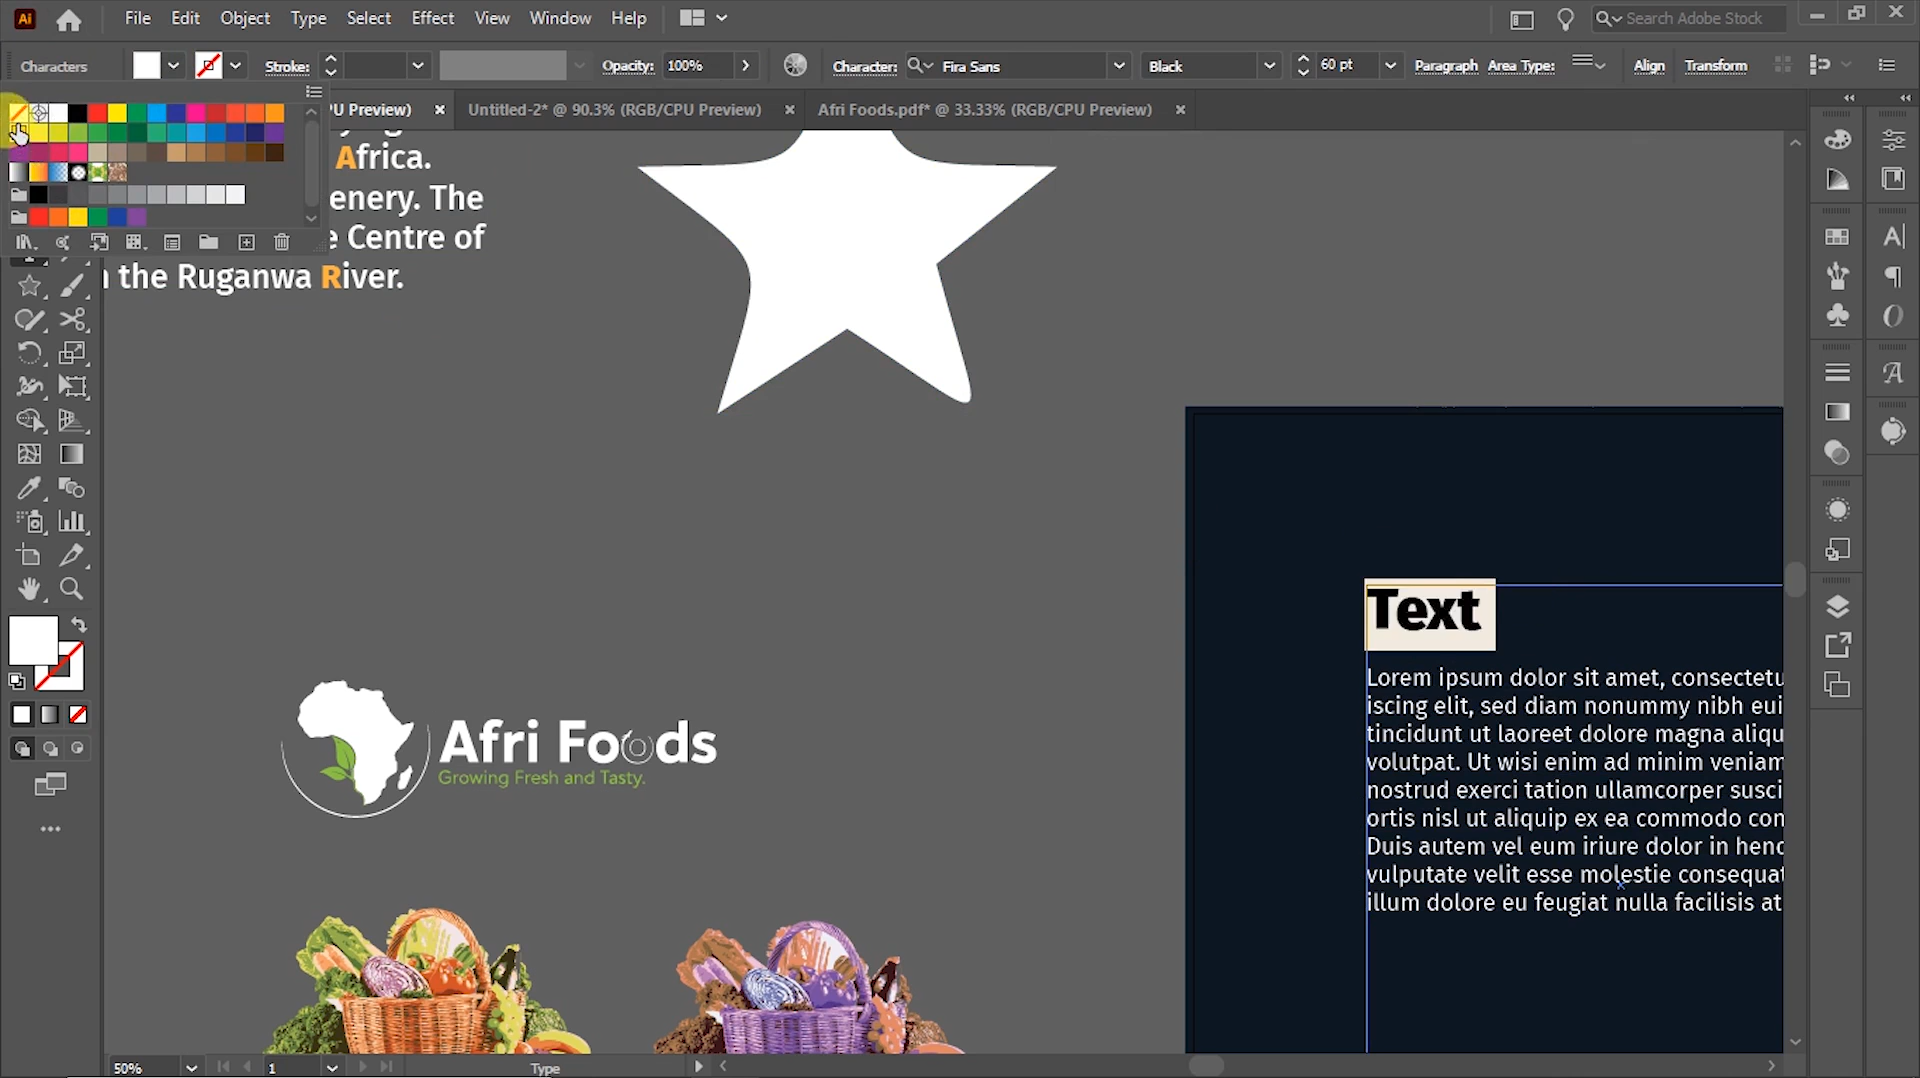 Ai File Edit Object Type Select Effect View Window Help Search Adobe Stock
Characters Stroke: Opacity: 100% Character: Fira Sans Black 60 pt Paragraph Area Type: Align Transform
PU Preview) × Untitled-2* @ 90.3% (RGB/CPU Preview) × Afri Foods.pdf* @ 33.33% (RGB/CPU Preview) ×
Africa.
enery. The
e Centre of
the Ruganwa River.
Text
Lorem ipsum dolor sit amet, consectetu
iscing elit, sed diam nonummy nibh eui
tincidunt ut laoreet dolore magna aliqu
volutpat. Ut wisi enim ad minim veniam
nostrud exerci tation ullamcorper susci
ortis nisl ut aliquip ex ea commodo con
Duis autem vel eum iriure dolor in hend
vulputate velit esse molestie consequat
illum dolore eu feugiat nulla facilisis at
Afri Foods
Growing Fresh and Tasty.
50% 1 Type